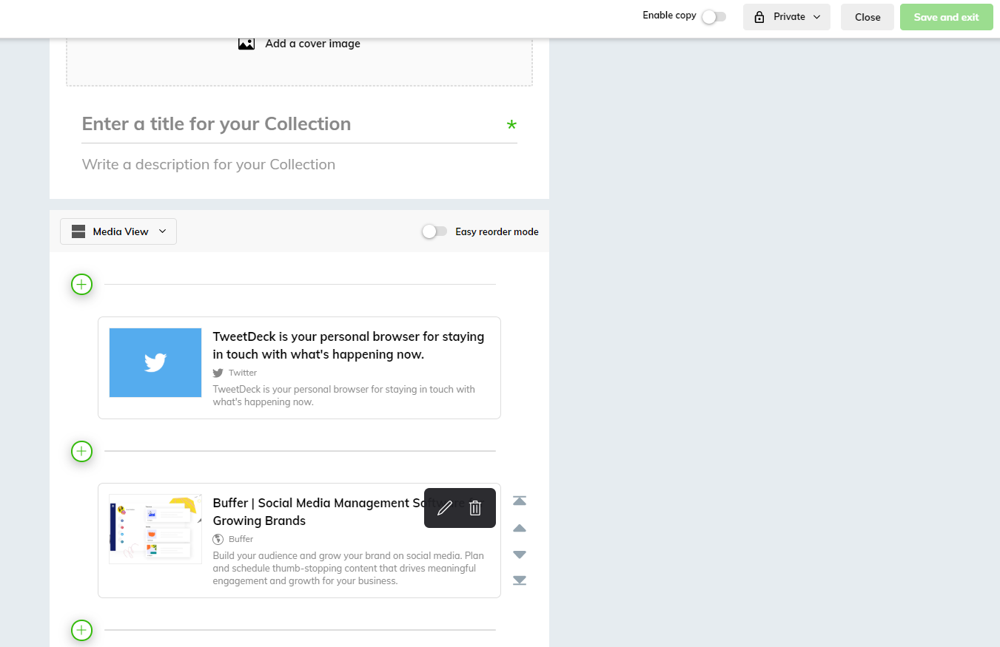 Enable copy
Private
Close
Save and exit
Add a cover image
Enter a title for your Collection *
Write a description for your Collection
Media View
Easy reorder mode
TweetDeck is your personal browser for staying
in touch with what's happening now.
Twitter
TweetDeck is your personal browser for staying in touch with
what's happening now.
Buffer | Social Media Management Software for
Growing Brands
Buffer
Build your audience and grow your brand on social media. Plan
and schedule thumb-stopping content that drives meaningful
engagement and growth for your business.